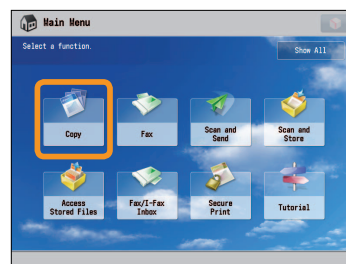 Main Menu
Select a function.
Show All
Copy
Fax
Scan and
Send
Scan and
Store
Access
Stored Files
Fax/I-Fax
Inbox
Secure
Print
Tutorial